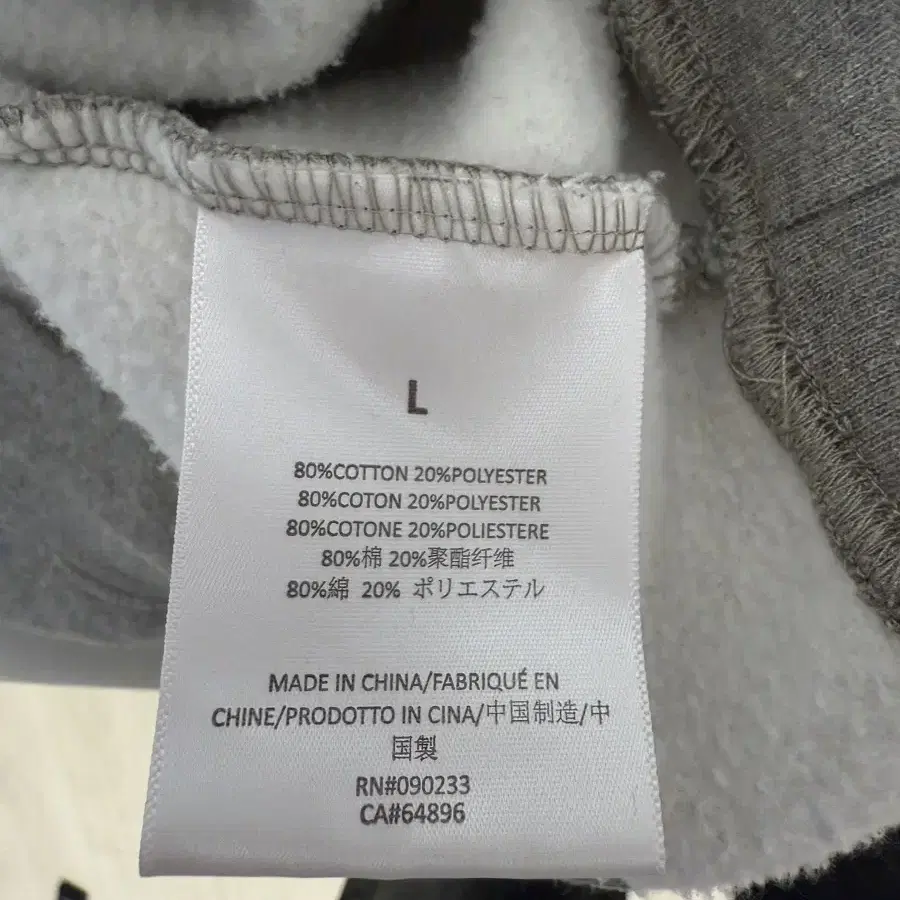 L
80%COTTON 20%POLYESTER
80%COTON 20%POLYESTER
80%COTONE 20%POLIESTERE
80%棉 20%聚酯纤维
80%綿 20% ポリエステル
MADE IN CHINA/FABRIQUÉ EN
CHINE/PRODOTTO IN CINA/中国制造/中
国製
RN#090233
CA#64896